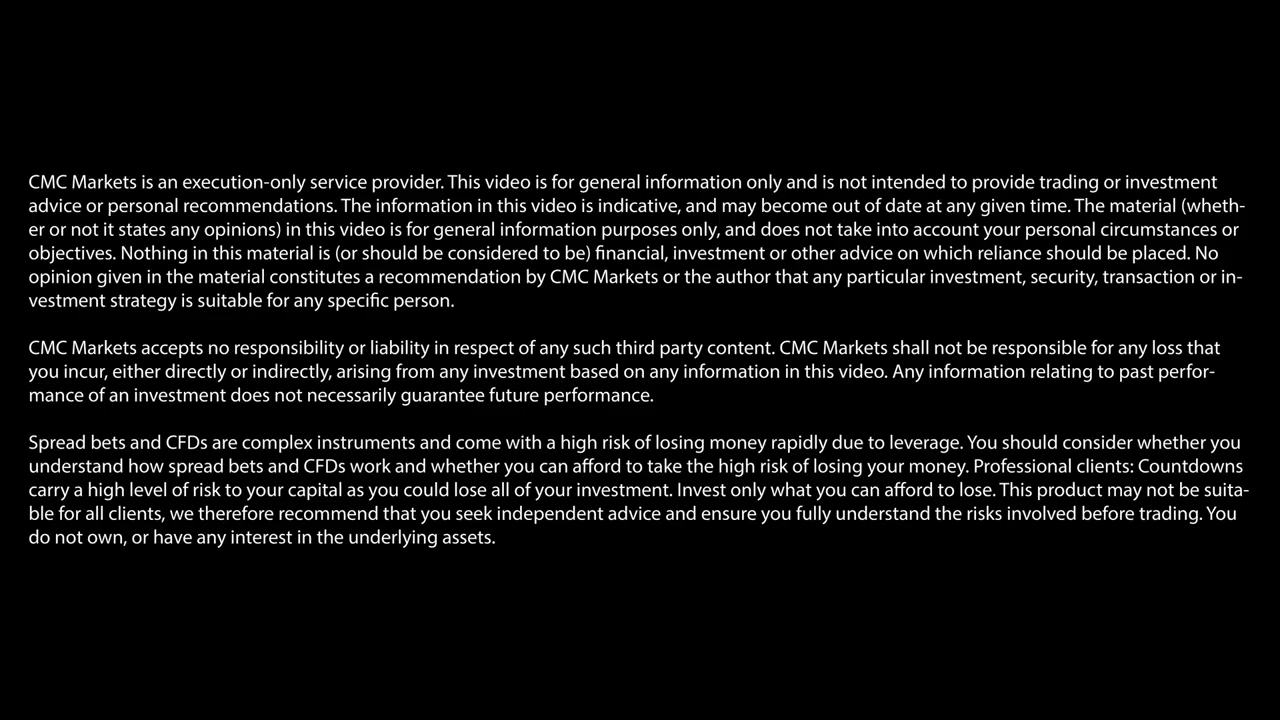 CMC Markets is an execution-only service provider. This video is for general information only and is not intended to provide trading or investment
advice or personal recommendations. The information in this video is indicative, and may become out of date at any given time. The material (wheth-
er or not it states any opinions) in this video is for general information purposes only, and does not take into account your personal circumstances or
objectives. Nothing in this material is (or should be considered to be) financial, investment or other advice on which reliance should be placed. No
opinion given in the material constitutes a recommendation by CMC Markets or the author that any particular investment, security, transaction or in-
vestment strategy is suitable for any specific person.
CMC Markets accepts no responsibility or liability in respect of any such third party content. CMC Markets shall not be responsible for any loss that
you incur, either directly or indirectly, arising from any investment based on any information in this video. Any information relating to past perfor-
mance of an investment does not necessarily guarantee future performance.
Spread bets and CFDs are complex instruments and come with a high risk of losing money rapidly due to leverage. You should consider whether you
understand how spread bets and CFDs work and whether you can afford to take the high risk of losing your money. Professional clients: Countdowns
carry a high level of risk to your capital as you could lose all of your investment. Invest only what you can afford to lose. This product may not be suita-
ble for all clients, we therefore recommend that you seek independent advice and ensure you fully understand the risks involved before trading. You
do not own, or have any interest in the underlying assets.